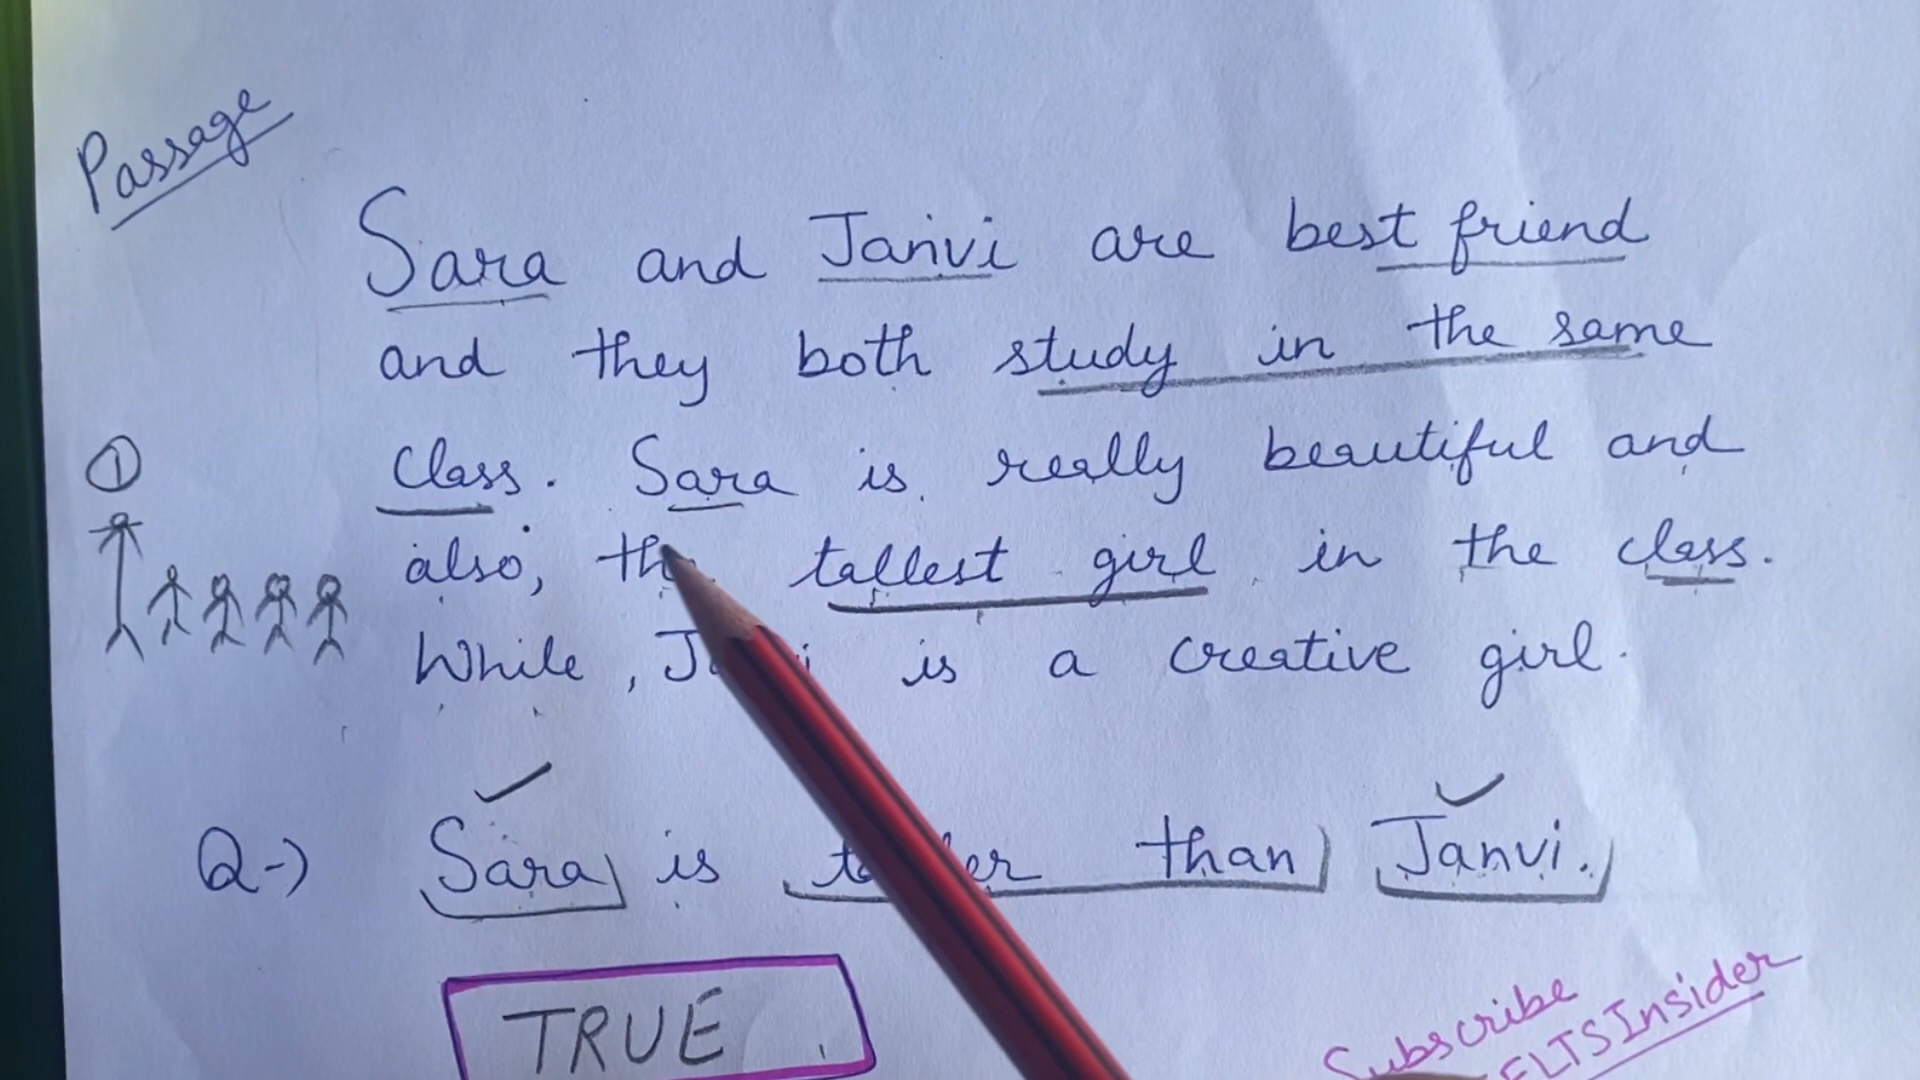 Passage
Sara and Janvi are best friend
and they both study in the same
class. Sara is really beautiful and
also, the tallest girl in the class.
While, is a creative girl.
①
Q-) Sara is taller than Janvi.
TRUE
Subscribe
IELTSInsider